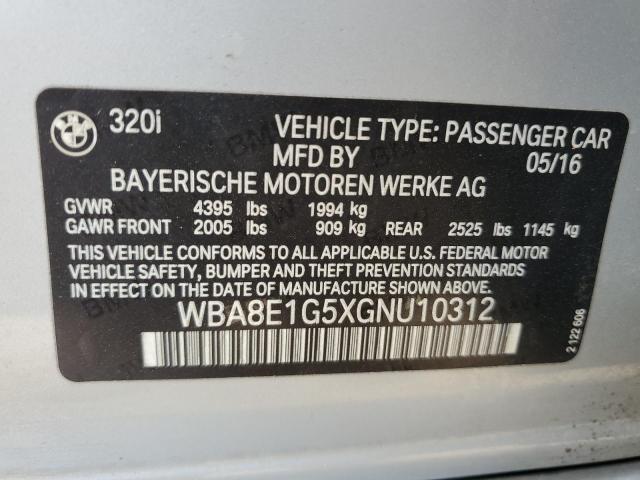 BMW 320i VEHICLE TYPE: PASSENGER CAR
MFD BY 05/16
BAYERISCHE MOTOREN WERKE AG
GVWR 4395 lbs 1994 kg
GAWR FRONT 2005 lbs 909 kg REAR 2525 lbs 1145 kg
THIS VEHICLE CONFORMS TO ALL APPLICABLE U.S. FEDERAL MOTOR
VEHICLE SAFETY, BUMPER AND THEFT PREVENTION STANDARDS IN
EFFECT ON THE DATE OF MANUFACTURE SHOWN ABOVE.
WBA8E1G5XGNU10312
2 122 606